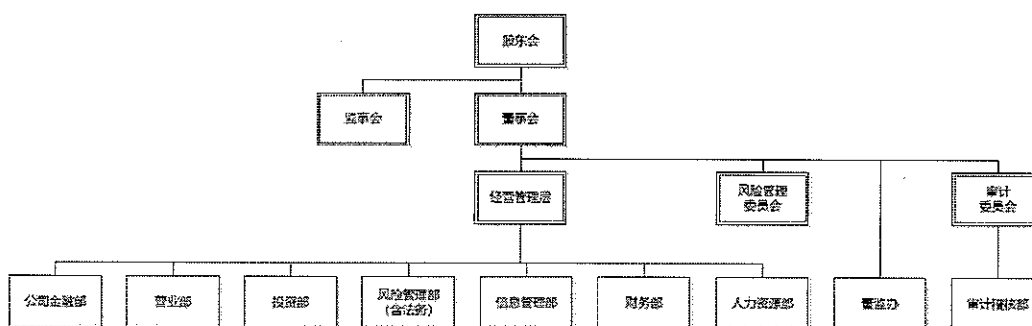 股东会
监事会
董事会
经营管理层
风险管理
委员会
审计
委员会
公司金融部
营业部
投资部
风险管理部
(含法务)
信息管理部
财务部
人力资源部
董监办
审计稽核部